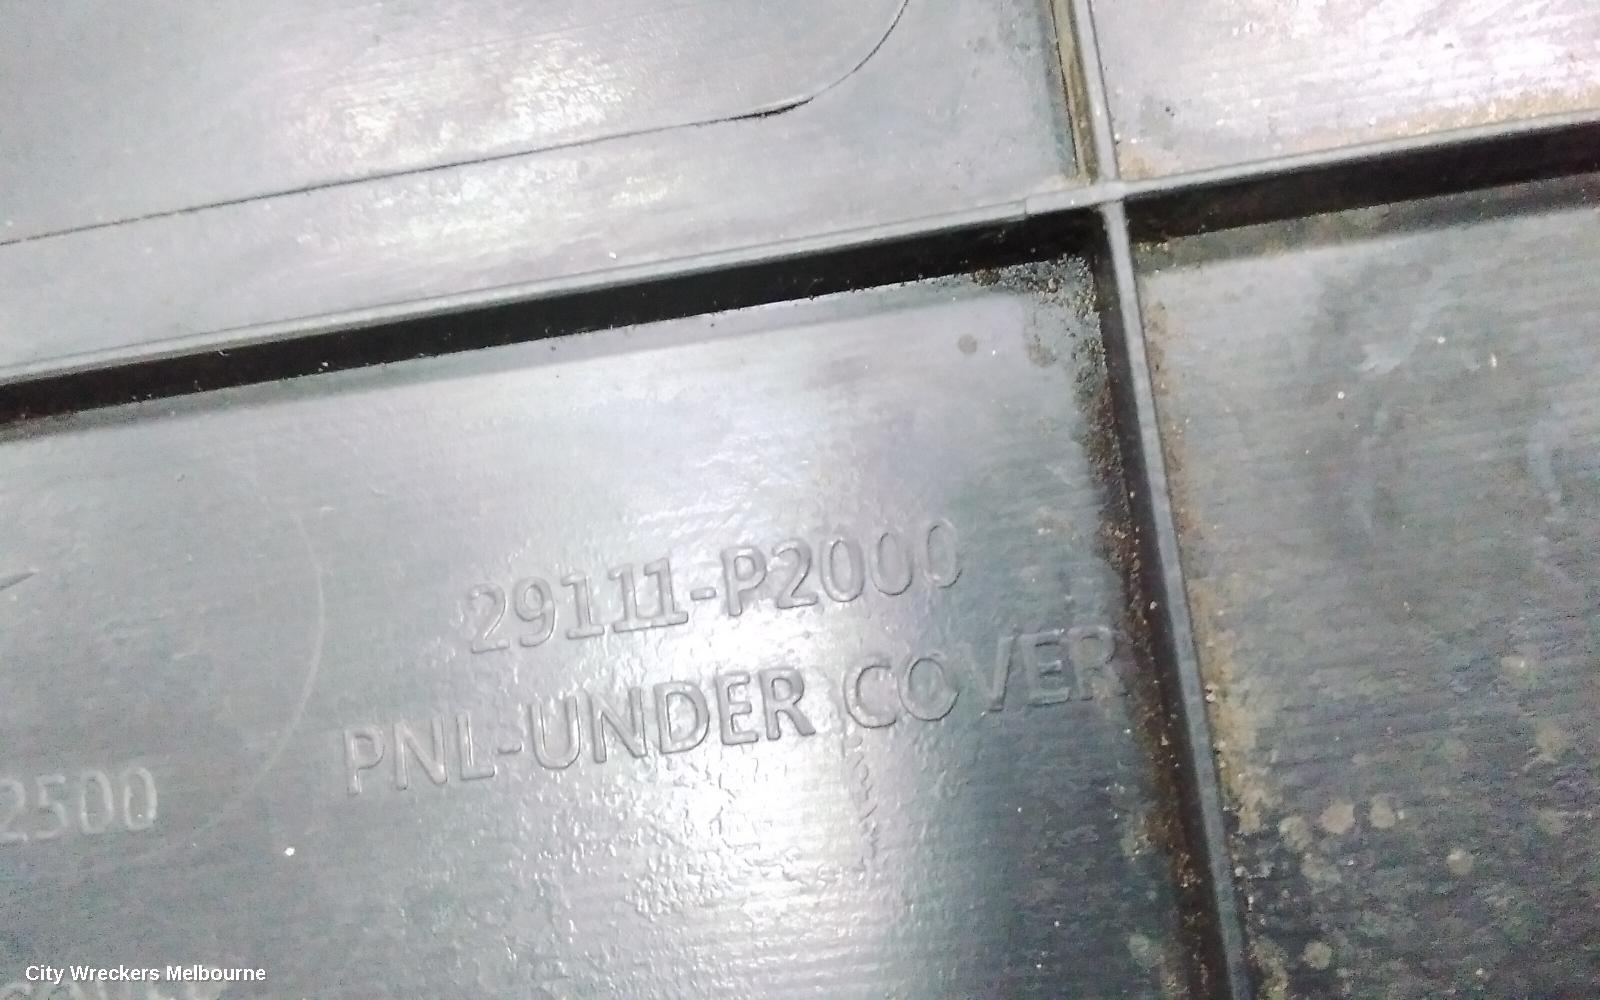 29111-P2000
PNL-UNDER COVER
2500
City Wreckers Melbourne